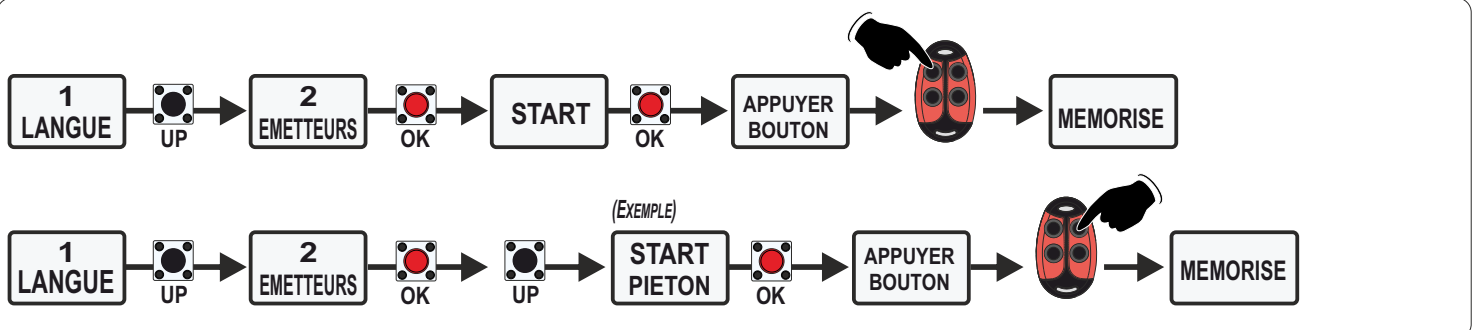 1
LANGUE
UP
2
EMETTEURS
OK
START
OK
APPUYER
BOUTON
MEMORISE
1
LANGUE
UP
2
EMETTEURS
OK
UP
(EXEMPLE)
START
PIETON
OK
APPUYER
BOUTON
MEMORISE